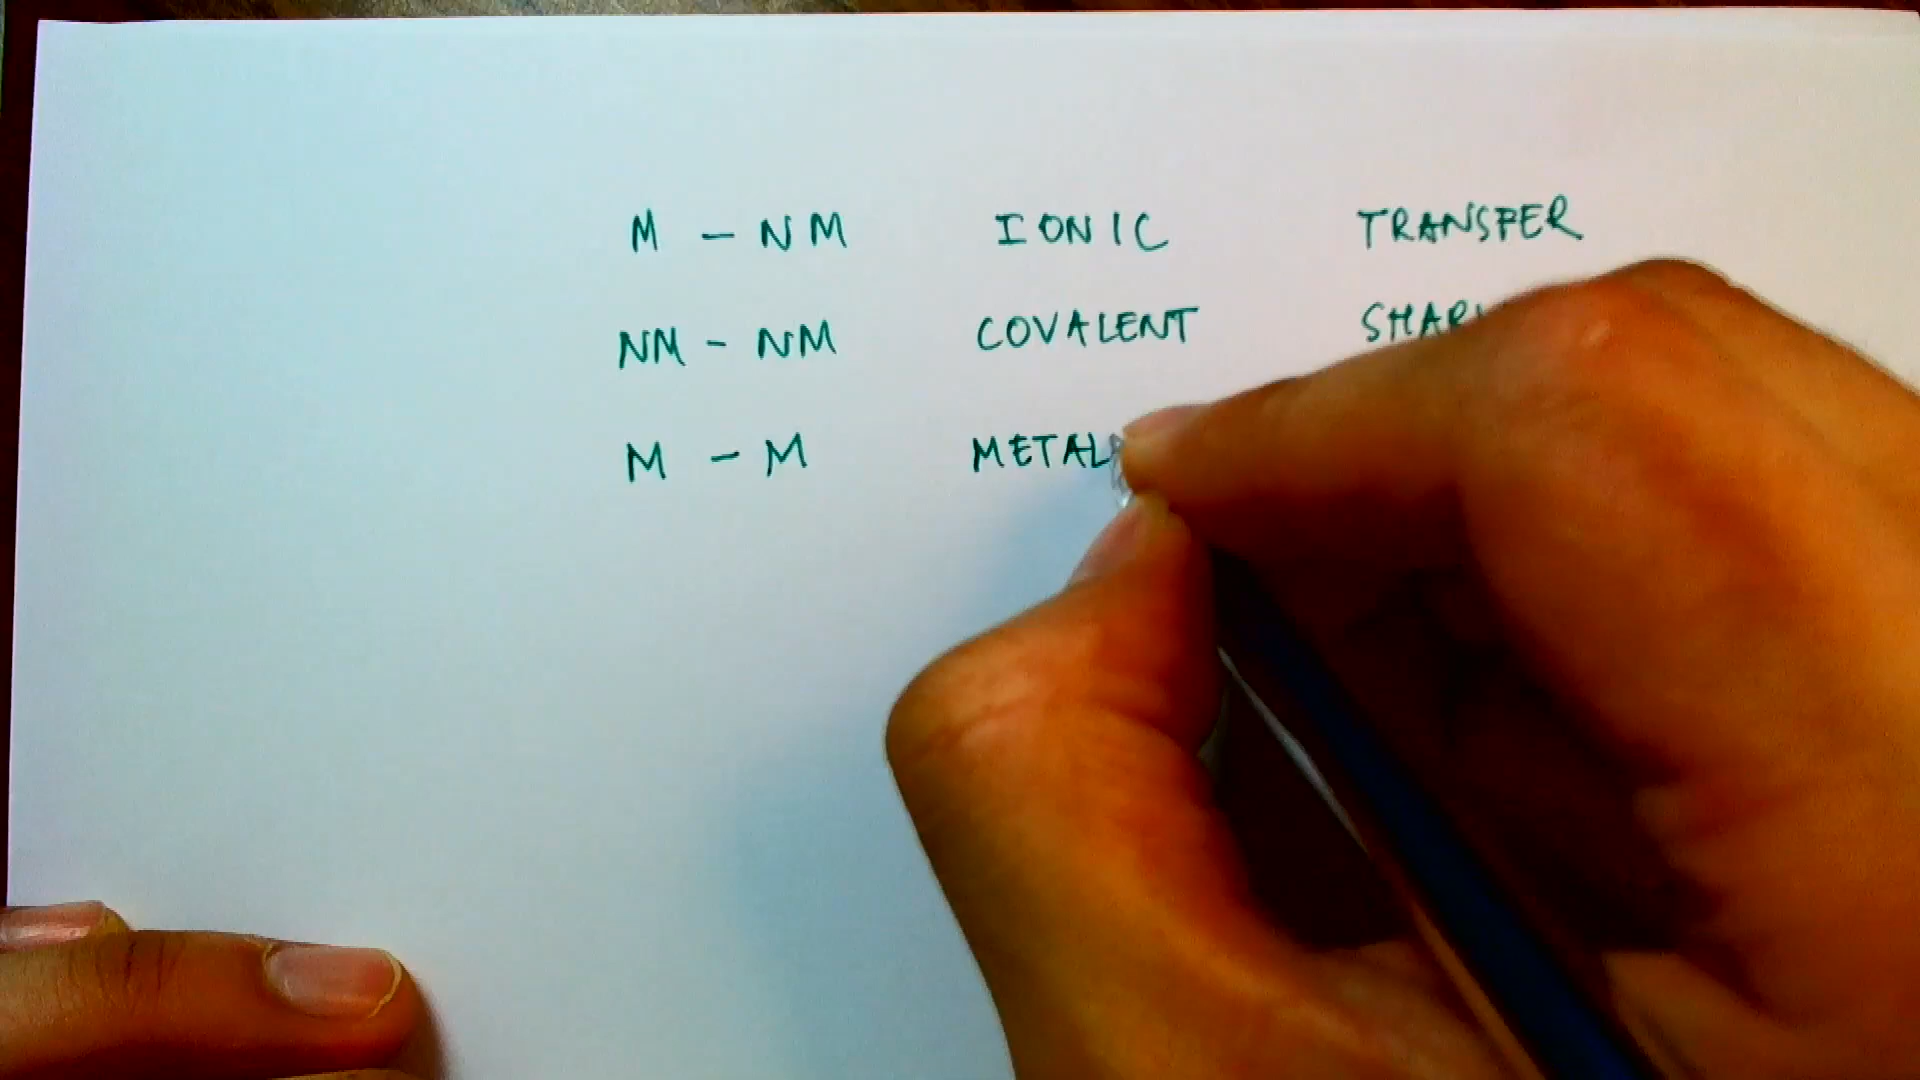 M - NM IONIC TRANSFER
NM - NM COVALENT
M - M